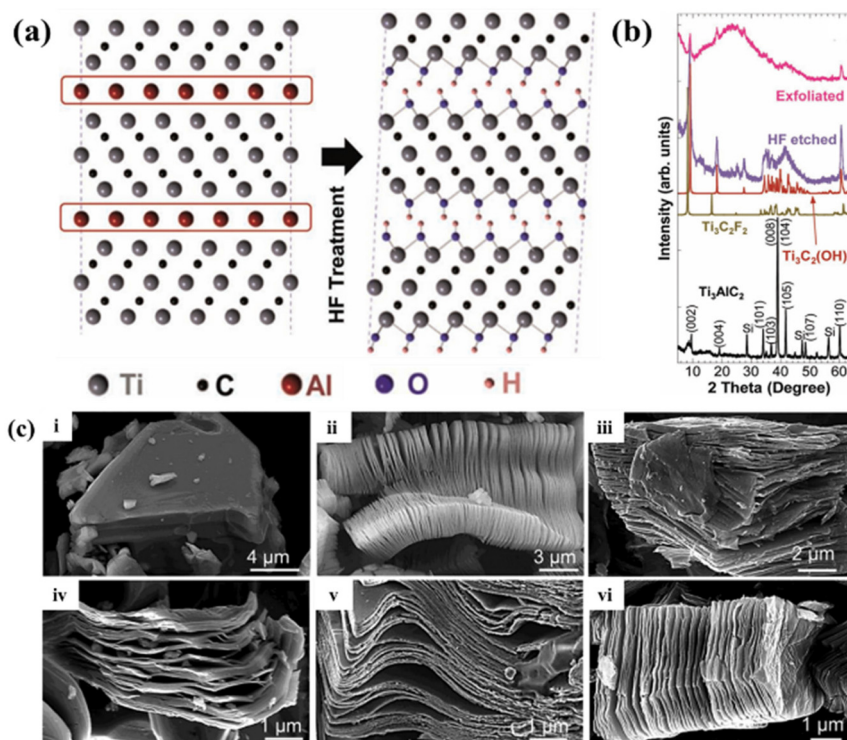 (a)
HF Treatment
Ti
C
Al
O
H
(b)
Intensity (arb. units)
Exfoliated
HF etched
Ti₃C₂F₂
Ti₃C₂(OH)
Ti₃AlC₂
(002)
(004)
Si
(101)
(103)
(008)
(104)
(105)
Si
(107)
Si
(110)
0 10 20 30 40 50 60
2 Theta (Degree)
(c)
i
4 μm
ii
3 μm
iii
2 μm
iv
1 μm
v
1 μm
vi
1 μm